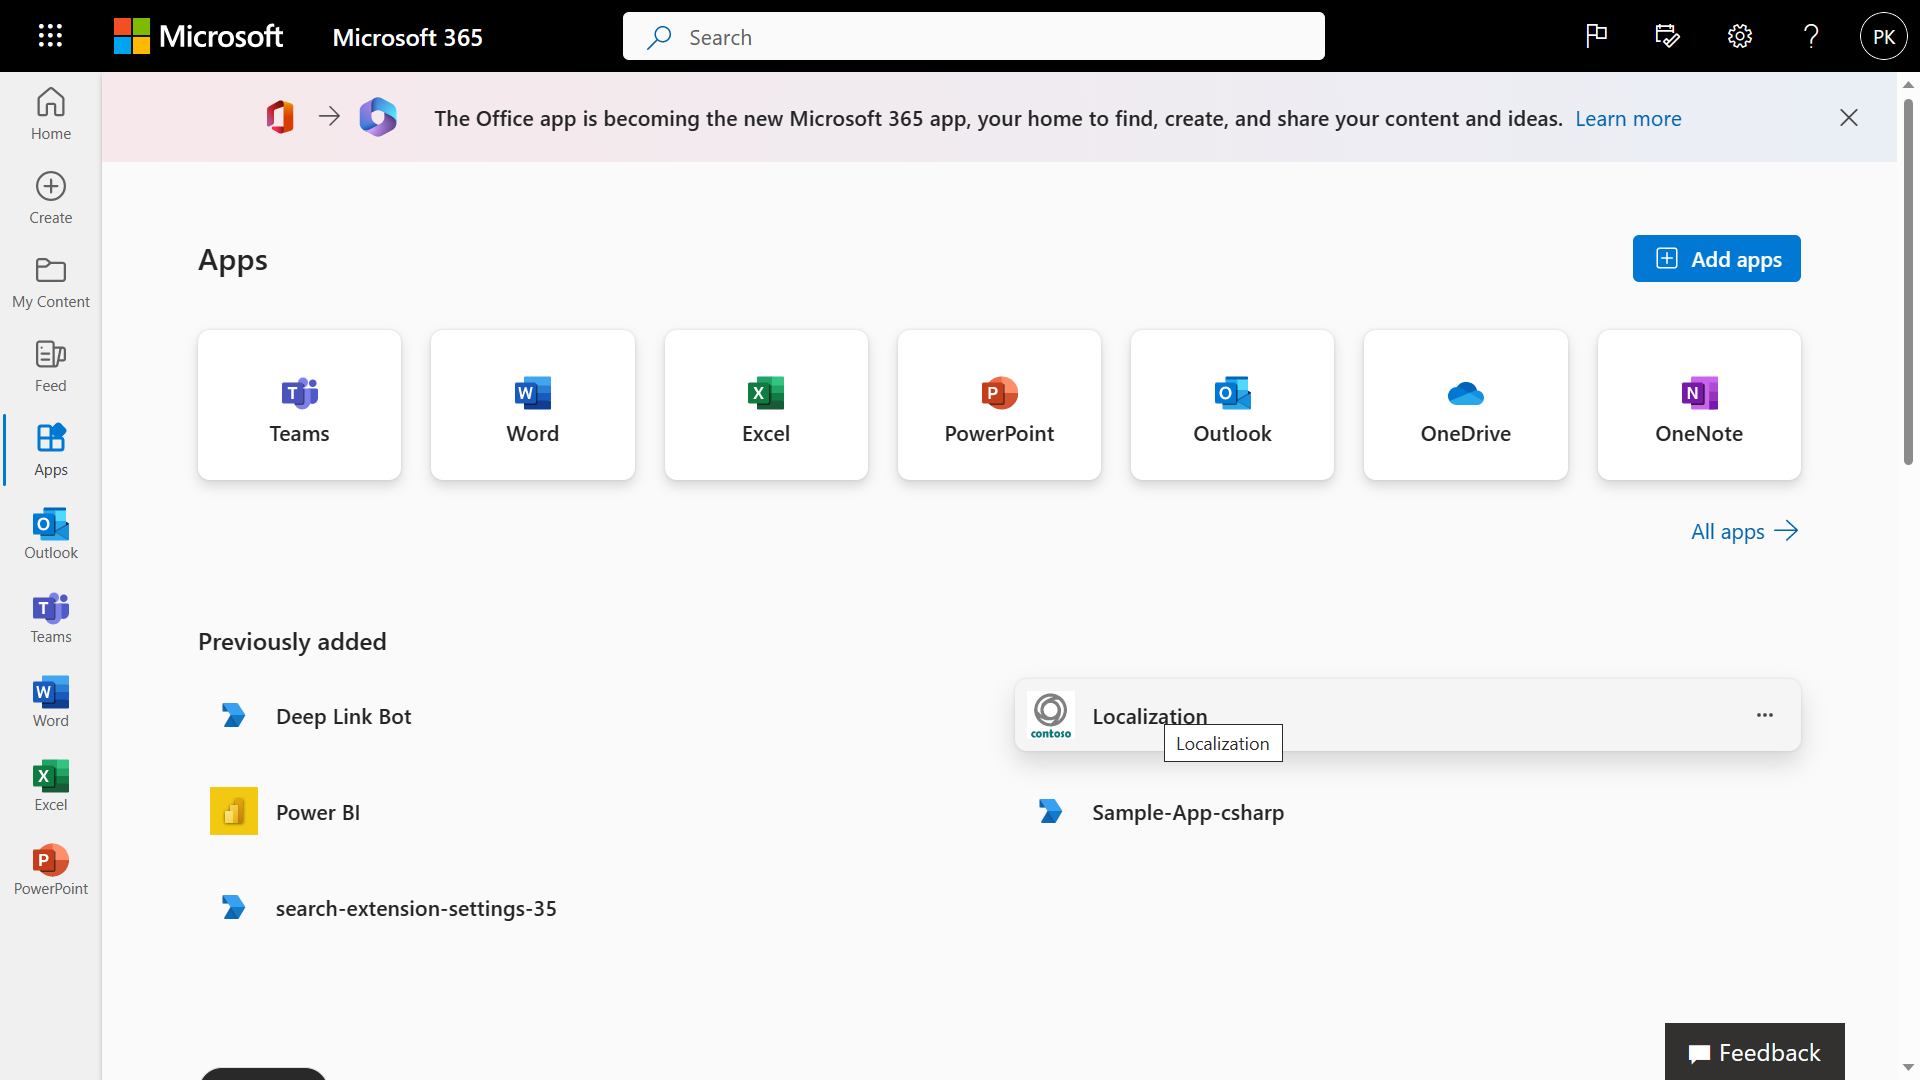 Microsoft
Microsoft 365
Search
PK
Home
Create
My Content
Feed
Apps
Outlook
Teams
Word
Excel
PowerPoint
The Office app is becoming the new Microsoft 365 app, your home to find, create, and share your content and ideas. Learn more
Apps
Add apps
Teams
Word
Excel
PowerPoint
Outlook
OneDrive
OneNote
All apps
Previously added
Deep Link Bot
contoso
Localization
Localization
Power BI
Sample-App-csharp
search-extension-settings-35
Feedback